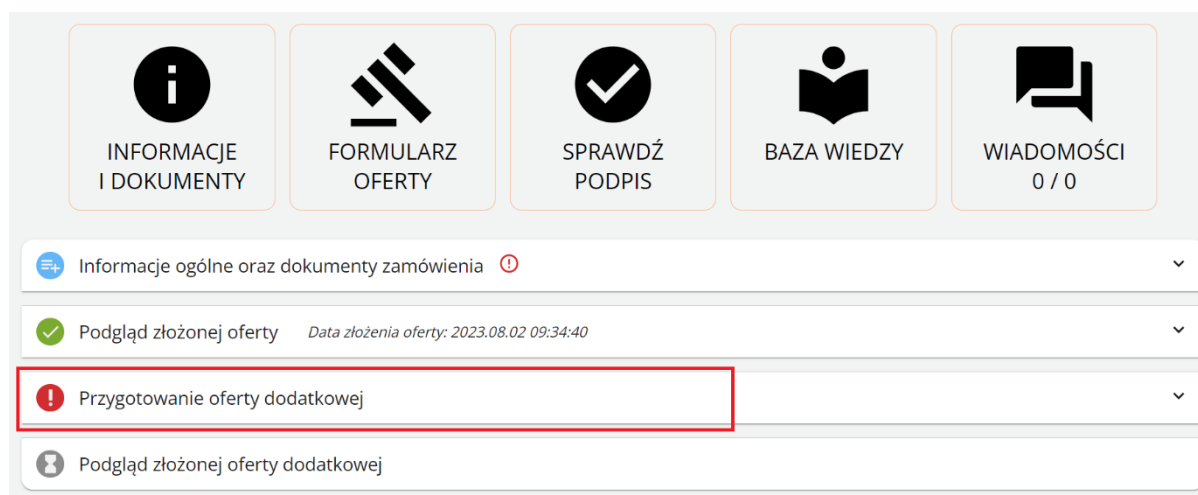 INFORMACJE
I DOKUMENTY
FORMULARZ
OFERTY
SPRAWDŹ
PODPIS
BAZA WIEDZY
WIADOMOŚCI
0 / 0
Informacje ogólne oraz dokumenty zamówienia
Podgląd złożonej oferty Data złożenia oferty: 2023.08.02 09:34:40
Przygotowanie oferty dodatkowej
Podgląd złożonej oferty dodatkowej